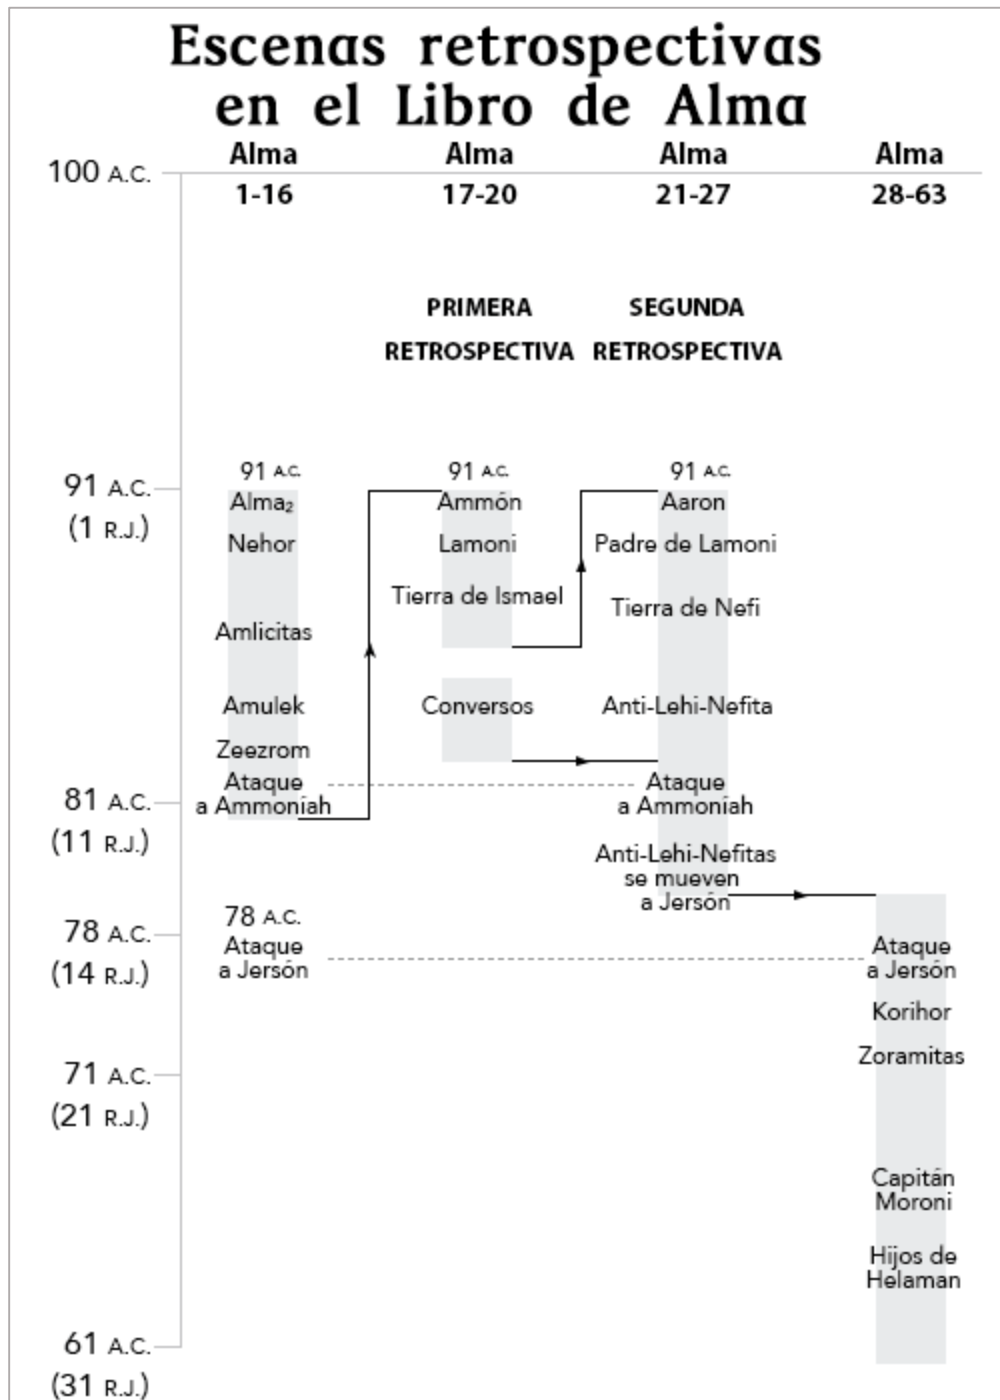 Escenas retrospectivas
en el Libro de Alma
100 A.C.
Alma
1-16
Alma
17-20
Alma
21-27
Alma
28-63
PRIMERA
RETROSPECTIVA
SEGUNDA
RETROSPECTIVA
91 A.C.
(1 R.J.)
81 A.C.
(11 R.J.)
78 A.C.
(14 R.J.)
71 A.C.
(21 R.J.)
61 A.C.
(31 R.J.)
91 A.C.
Alma₂
Nehor
Amlicitas
Amulek
Zeezrom
Ataque
a Ammoníah
78 A.C.
Ataque
a Jersón
91 A.C.
Ammón
Lamoni
Tierra de Ismael
Conversos
91 A.C.
Aaron
Padre de Lamoni
Tierra de Nefi
Anti-Lehi-Nefita
Ataque
a Ammoníah
Anti-Lehi-Nefitas
se mueven
a Jersón
Ataque
a Jersón
Korihor
Zoramitas
Capitán
Moroni
Hijos de
Helaman